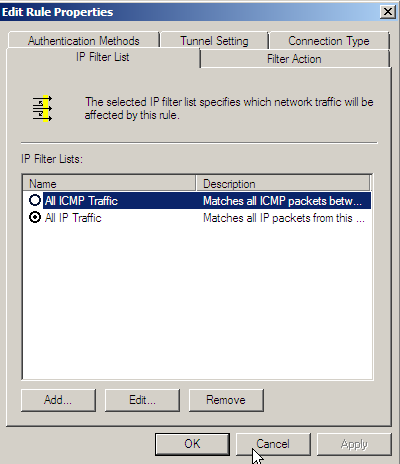 Edit Rule Properties
Authentication Methods Tunnel Setting Connection Type
IP Filter List Filter Action
The selected IP filter list specifies which network traffic will be
affected by this rule.
IP Filter Lists:
Name Description
All ICMP Traffic Matches all ICMP packets betw...
All IP Traffic Matches all IP packets from this ...
Add... Edit... Remove
OK Cancel Apply